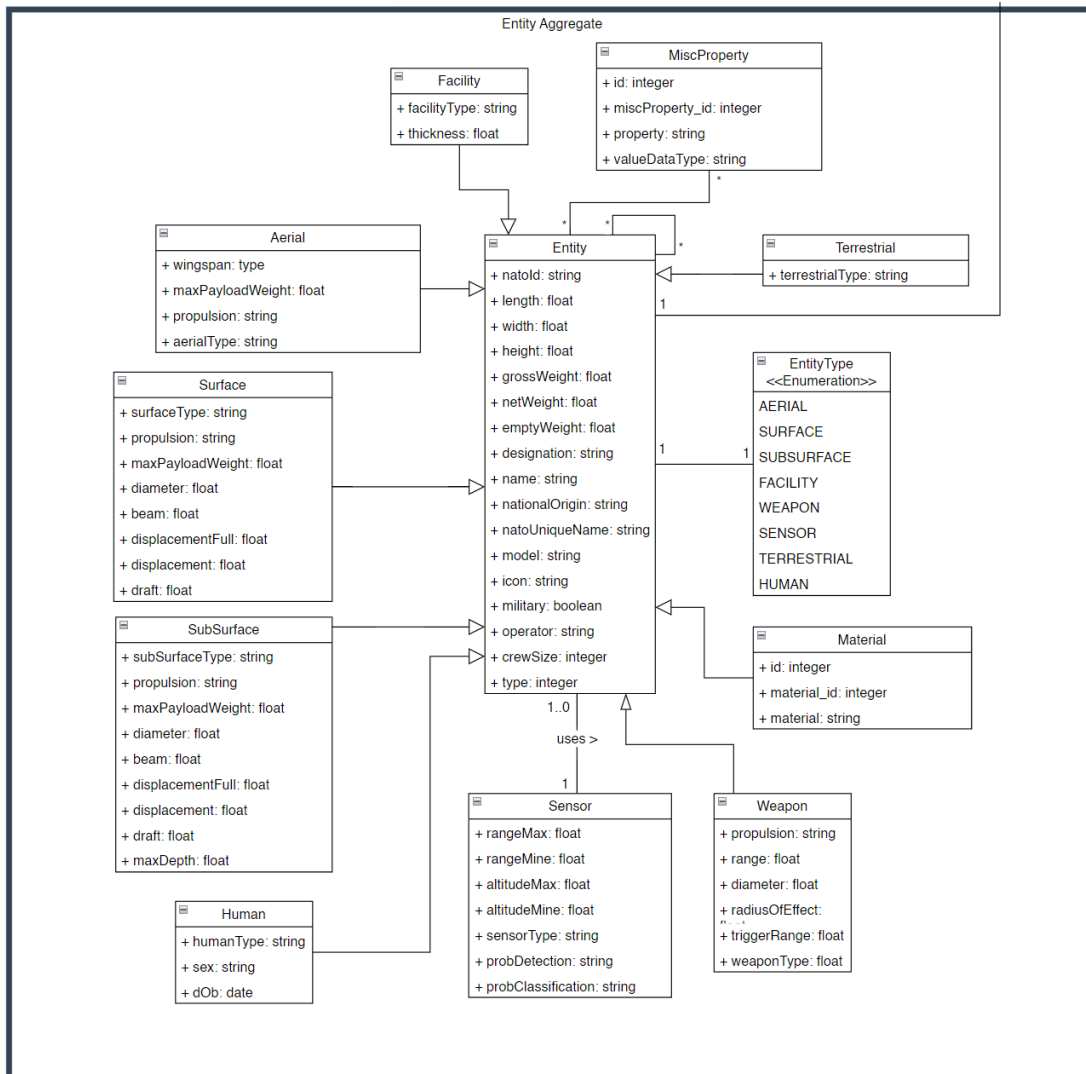 Entity Aggregate
MiscProperty
+ id: integer
+ miscProperty_id: integer
+ property: string
+ valueDataType: string
Facility
+ facilityType: string
+ thickness: float
*
*
*
*
Aerial
+ wingspan: type
+ maxPayloadWeight: float
+ propulsion: string
+ aerialType: string
Entity
+ natoId: string
+ length: float
+ width: float
+ height: float
+ grossWeight: float
+ netWeight: float
+ emptyWeight: float
+ designation: string
+ name: string
+ nationalOrigin: string
+ natoUniqueName: string
+ model: string
+ icon: string
+ military: boolean
+ operator: string
+ crewSize: integer
+ type: integer
Terrestrial
+ terrestrialType: string
1
EntityType
<<Enumeration>>
AERIAL
SURFACE
SUBSURFACE
FACILITY
WEAPON
SENSOR
TERRESTRIAL
HUMAN
1
1
Surface
+ surfaceType: string
+ propulsion: string
+ maxPayloadWeight: float
+ diameter: float
+ beam: float
+ displacementFull: float
+ displacement: float
+ draft: float
SubSurface
+ subSurfaceType: string
+ propulsion: string
+ maxPayloadWeight: float
+ diameter: float
+ beam: float
+ displacementFull: float
+ displacement: float
+ draft: float
+ maxDepth: float
Material
+ id: integer
+ material_id: integer
+ material: string
1..0
uses >
1
Sensor
+ rangeMax: float
+ rangeMine: float
+ altitudeMax: float
+ altitudeMine: float
+ sensorType: string
+ probDetection: string
+ probClassification: string
Weapon
+ propulsion: string
+ range: float
+ diameter: float
+ radiusOfEffect:
+ triggerRange: float
+ weaponType: float
Human
+ humanType: string
+ sex: string
+ dOb: date